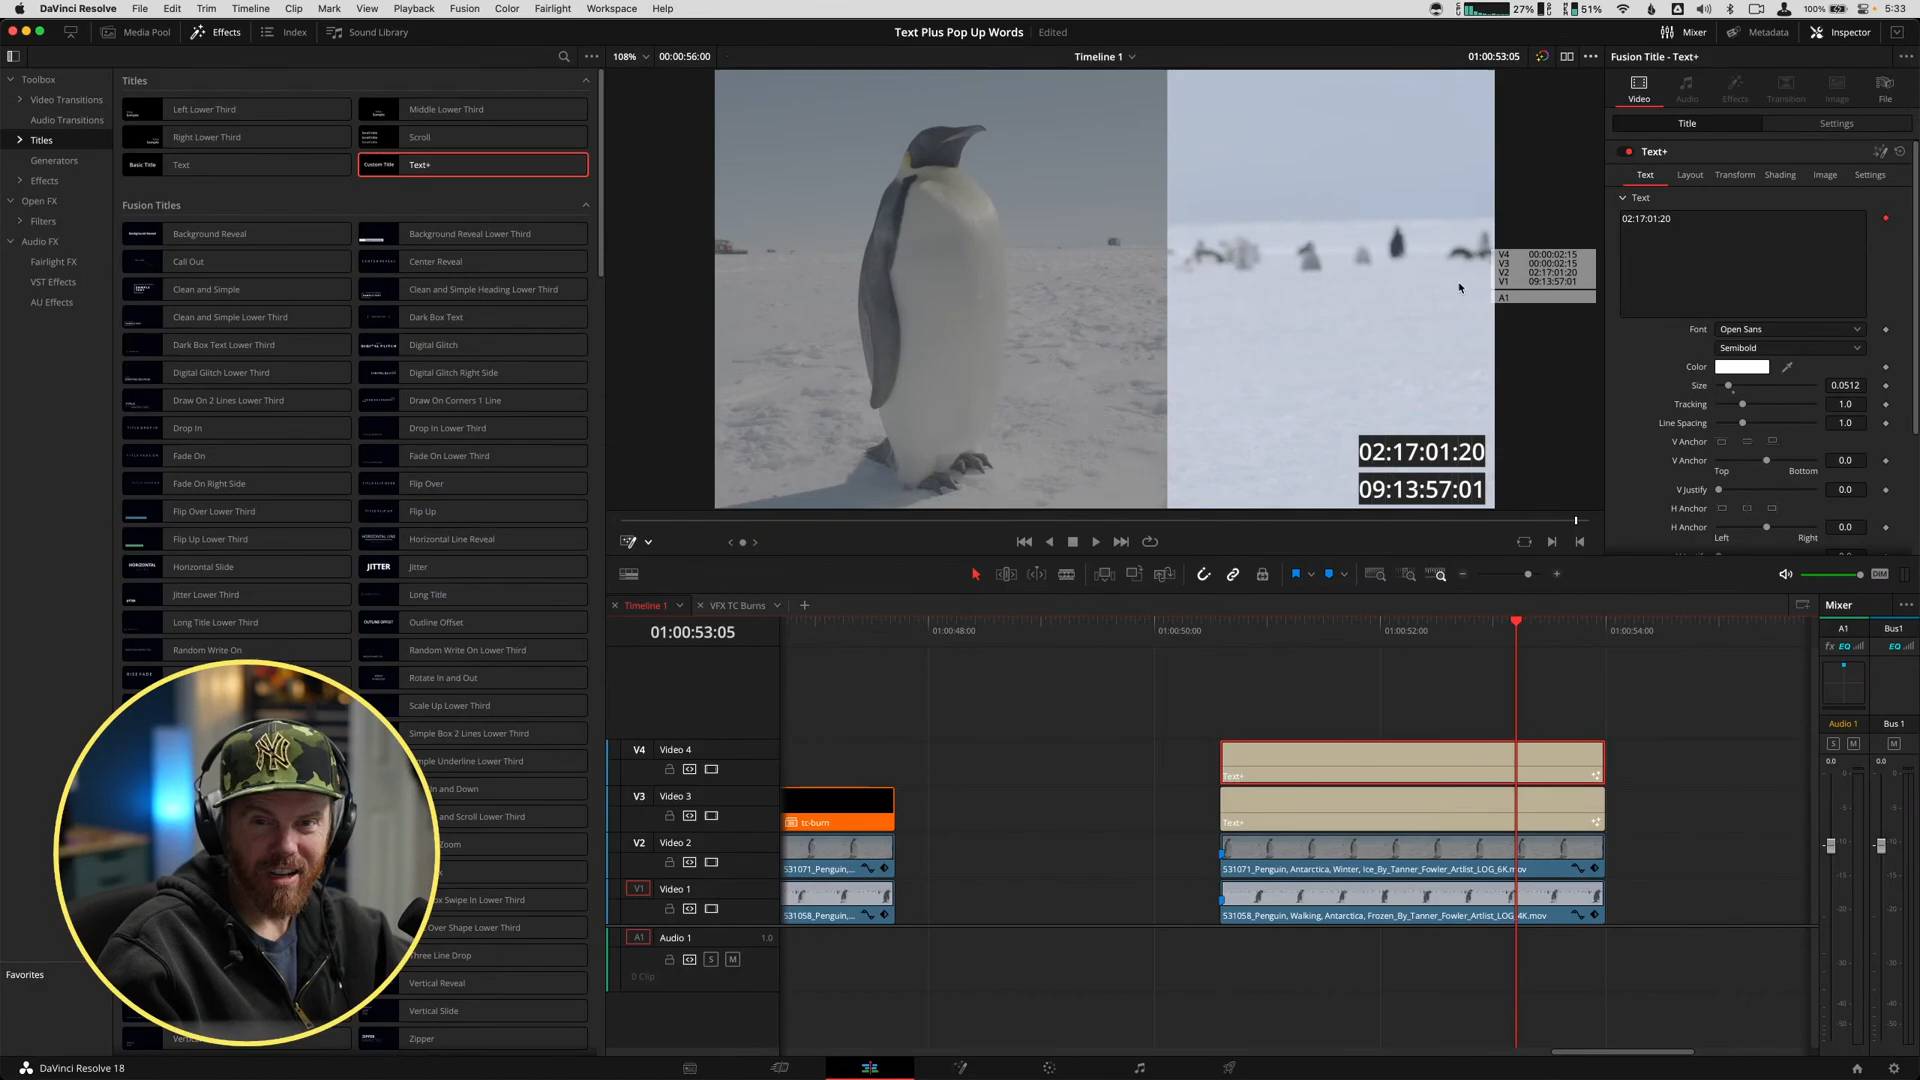 DaVinci Resolve File Edit Trim Timeline Clip Mark View Playback Fusion Color Fairlight Workspace Help 27% 51% 100% 5:33
Media Pool Effects Index Sound Library Text Plus Pop Up Words Edited Mixer Metadata Inspector
108% 00:00:56:00 Timeline 1 01:00:53:05 Fusion Title - Text+
Video Audio Effects Transition Image File
Title Settings
Text+
Text Layout Transform Shading Image Settings
Text
02:17:01:20
Font Open Sans
Semibold
Color
Size 0.0512
Tracking 1.0
Line Spacing 1.0
V Anchor
V Anchor 0.0
Top Bottom
V Justify 0.0
H Anchor
H Anchor 0.0
Left Right
Toolbox
Video Transitions
Audio Transitions
Titles
Generators
Effects
Open FX
Filters
Audio FX
Fairlight FX
VST Effects
AU Effects
Favorites
Titles
Left Lower Third Middle Lower Third
Right Lower Third Scroll
Basic Title Text Custom Title Text+
Fusion Titles
Background Reveal Background Reveal Lower Third
Call Out Center Reveal
Clean and Simple Clean and Simple Heading Lower Third
Clean and Simple Lower Third Dark Box Text
Dark Box Text Lower Third Digital Glitch
Digital Glitch Lower Third Digital Glitch Right Side
Draw On 2 Lines Lower Third Draw On Corners 1 Line
Drop In Drop In Lower Third
Fade On Fade On Lower Third
Fade On Right Side Flip Over
Flip Over Lower Third Flip Up
Flip Up Lower Third Horizontal Line Reveal
HORIZONTAL Horizontal Slide JITTER Jitter
Jitter Lower Third Long Title
Long Title Lower Third Outline Offset
Random Write On Random Write On Lower Third
RISE FADE Rotate In and Out
Scale Up Lower Third
Simple Box 2 Lines Lower Third
Simple Underline Lower Third
In and Down
and Scroll Lower Third
Zoom
Box Swipe In Lower Third
Over Shape Lower Third
Three Line Drop
Vertical Reveal
Vertical Slide
ZIPPER Zipper
V4 00:00:02:15
V3 00:00:02:15
V2 02:17:01:20
V1 09:13:57:01
A1
02:17:01:20
09:13:57:01
DIM
Timeline 1 VFX TC Burns
01:00:53:05 01:00:48:00 01:00:50:00 01:00:52:00 01:00:54:00
V4 Video 4
Text+
V3 Video 3
tc-burn Text+
V2 Video 2
531071_Penguin,... 531071_Penguin, Antarctica, Winter, Ice_By_Tanner_Fowler_Artlist_LOG_6K.mov
V1 Video 1
531058_Penguin,... 531058_Penguin, Walking, Antarctica, Frozen_By_Tanner_Fowler_Artlist_LOG_4K.mov
A1 Audio 1 1.0
S M
0 Clip
Mixer
A1 Bus1
fx EQ EQ
Audio 1 Bus 1
S M M
0.0 0.0
NY
DaVinci Resolve 18